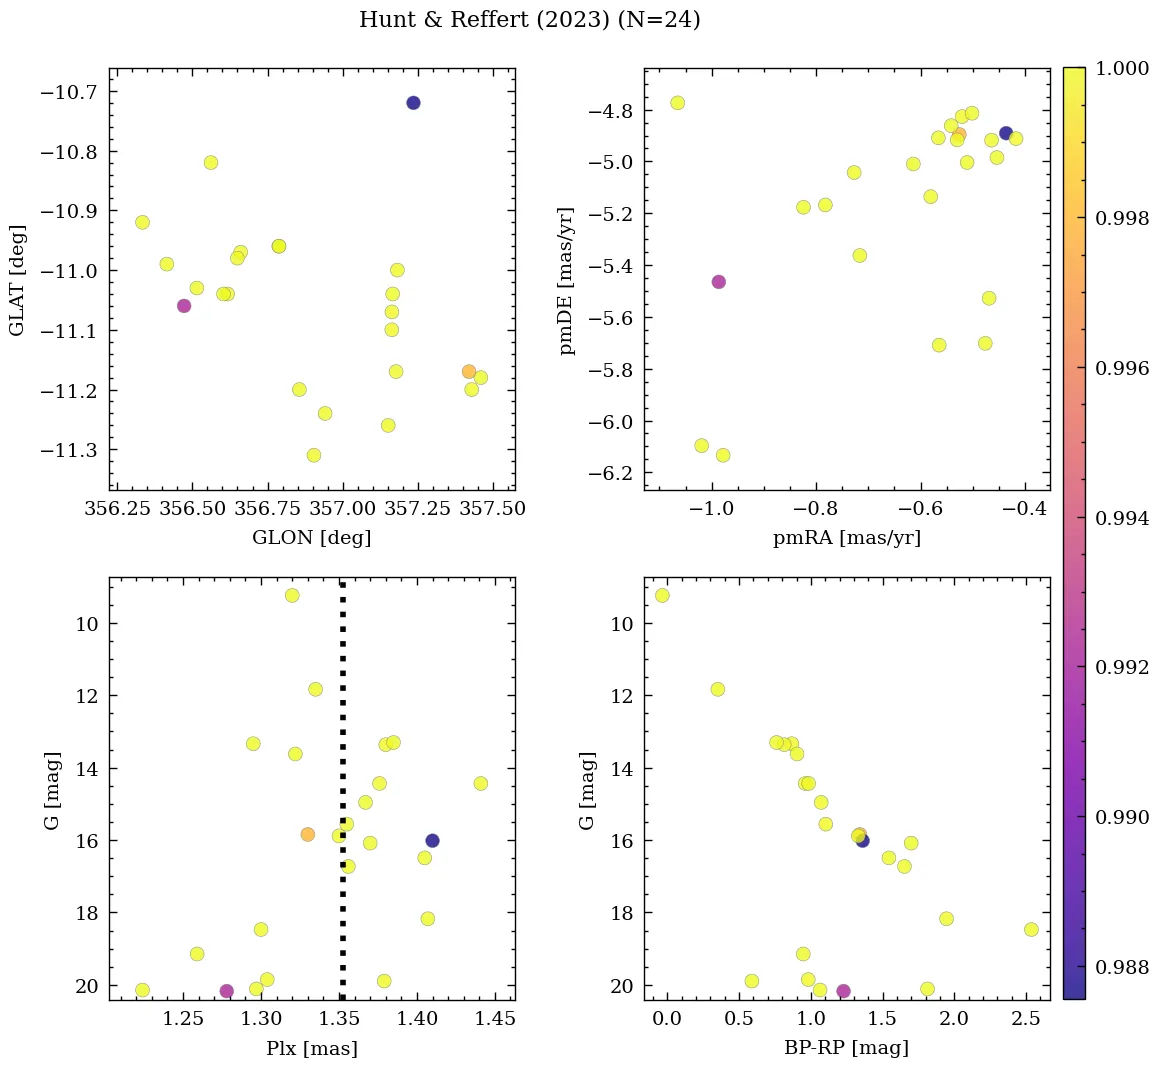 Hunt & Reffert (2023) (N=24)
−10.7
−10.8
−10.9
−11.0
−11.1
−11.2
−11.3
GLAT [deg]
356.25 356.50 356.75 357.00 357.25 357.50
GLON [deg]
−4.8
−5.0
−5.2
−5.4
−5.6
−5.8
−6.0
−6.2
pmDE [mas/yr]
−1.0 −0.8 −0.6 −0.4
pmRA [mas/yr]
1.000
0.998
0.996
0.994
0.992
0.990
0.988
10
12
14
16
18
20
G [mag]
1.25 1.30 1.35 1.40 1.45
Plx [mas]
10
12
14
16
18
20
G [mag]
0.0 0.5 1.0 1.5 2.0 2.5
BP-RP [mag]